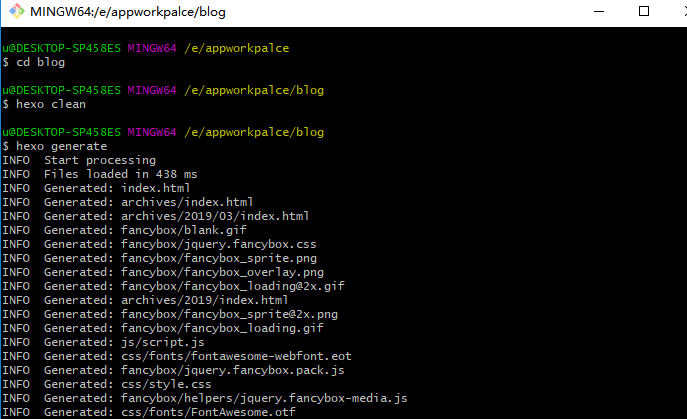 MINGW64:/e/appworkpalce/blog
u@DESKTOP-SP458ES MINGW64 /e/appworkpalce
$ cd blog
u@DESKTOP-SP458ES MINGW64 /e/appworkpalce/blog
$ hexo clean
u@DESKTOP-SP458ES MINGW64 /e/appworkpalce/blog
$ hexo generate
INFO  Start processing
INFO  Files loaded in 438 ms
INFO  Generated: index.html
INFO  Generated: archives/index.html
INFO  Generated: archives/2019/03/index.html
INFO  Generated: fancybox/blank.gif
INFO  Generated: fancybox/jquery.fancybox.css
INFO  Generated: fancybox/fancybox_sprite.png
INFO  Generated: fancybox/fancybox_overlay.png
INFO  Generated: fancybox/fancybox_loading@2x.gif
INFO  Generated: archives/2019/index.html
INFO  Generated: fancybox/fancybox_sprite@2x.png
INFO  Generated: fancybox/fancybox_loading.gif
INFO  Generated: js/script.js
INFO  Generated: css/fonts/fontawesome-webfont.eot
INFO  Generated: fancybox/jquery.fancybox.pack.js
INFO  Generated: css/style.css
INFO  Generated: fancybox/helpers/jquery.fancybox-media.js
INFO  Generated: css/fonts/FontAwesome.otf